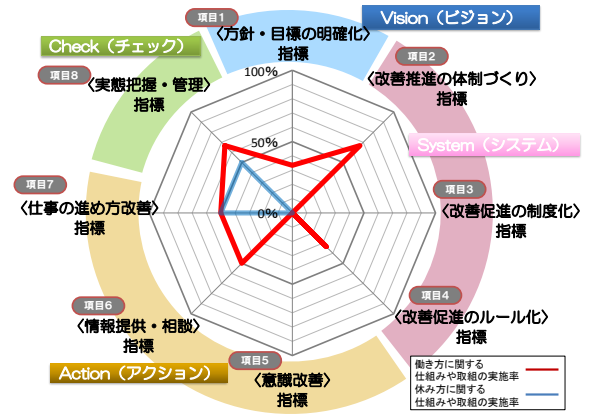 項目1
Vision（ビジョン）
〈方針・目標の明確化〉
指標
Check（チェック）
項目2
〈改善推進の体制づくり〉
指標
項目8
〈実態把握・管理〉
指標
100%
50%
0%
System（システム）
項目3
〈改善促進の制度化〉
指標
項目7
〈仕事の進め方改善〉
指標
項目4
〈改善促進のルール化〉
指標
項目6
〈情報提供・相談〉
指標
項目5
〈意識改善〉
指標
Action（アクション）
働き方に関する
仕組みや取組の実施率
休み方に関する
仕組みや取組の実施率